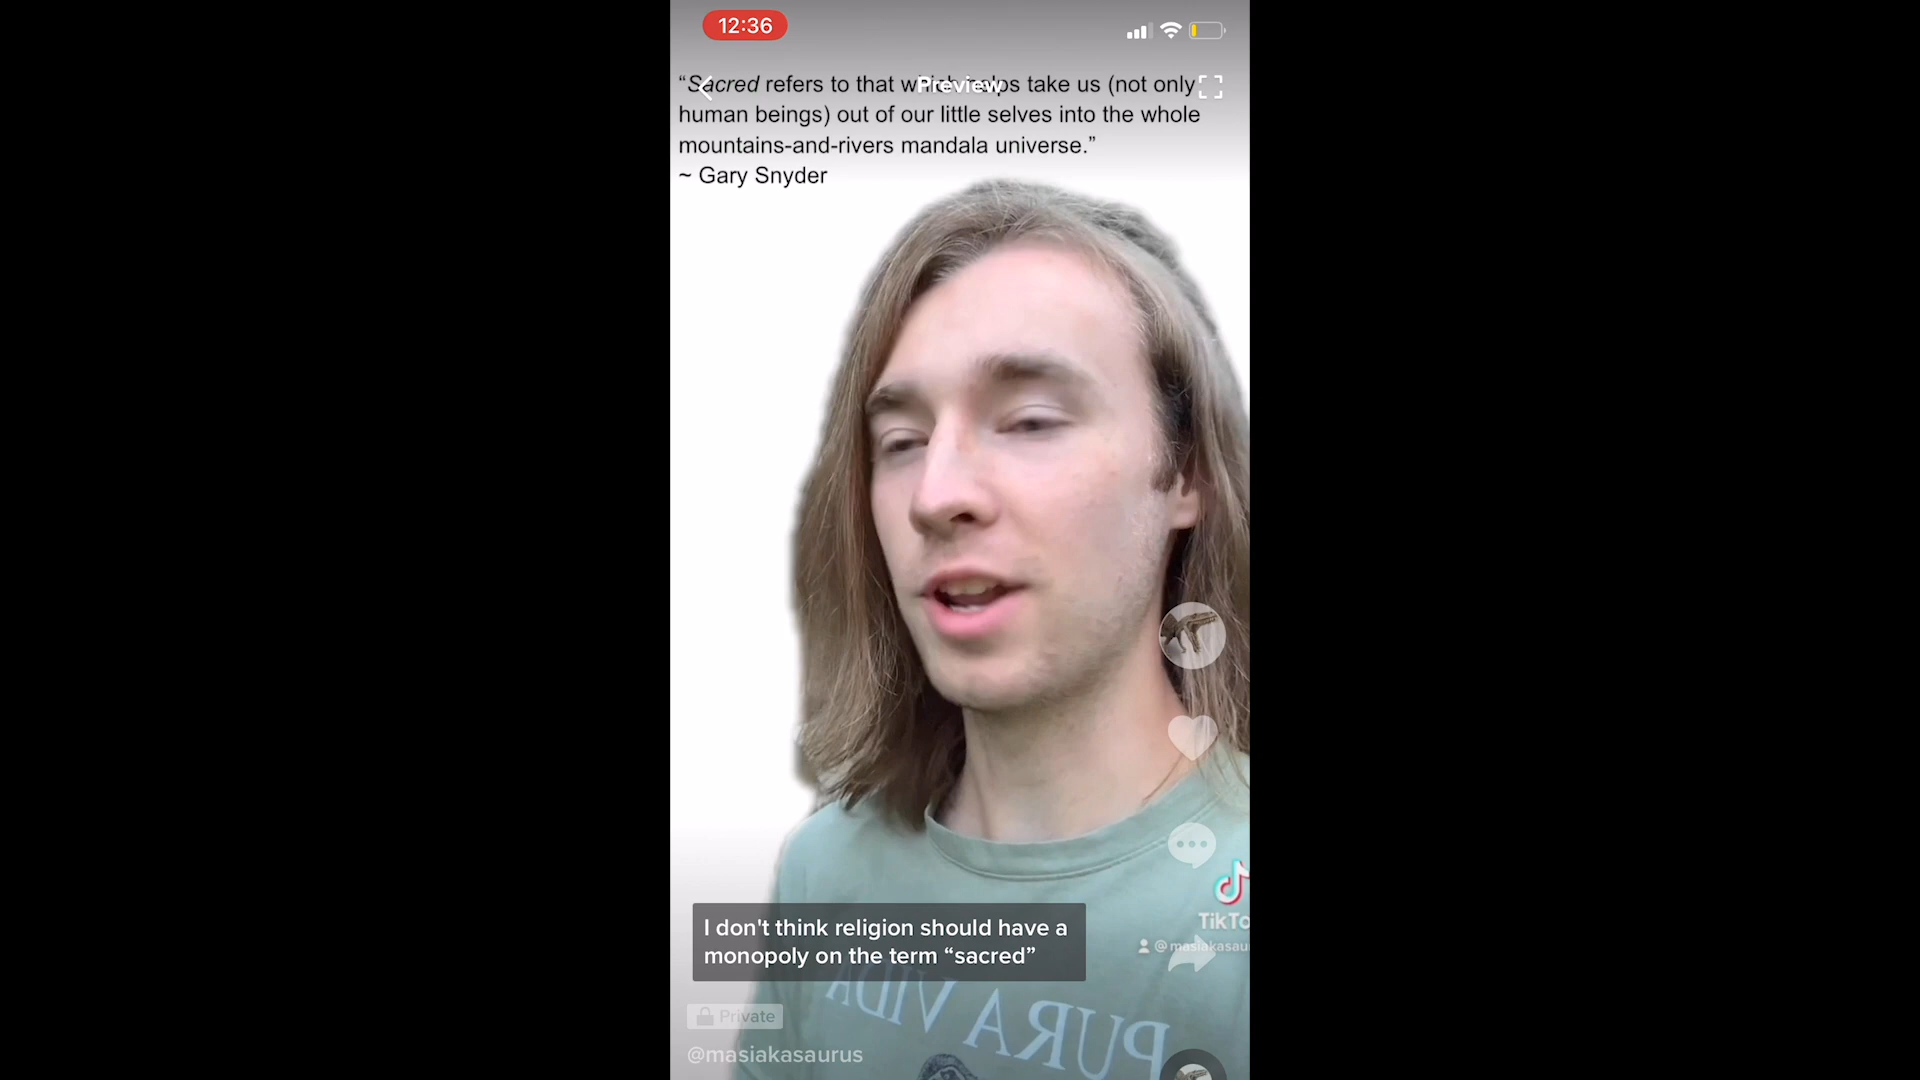 12:36
Preview
“Sacred refers to that which helps take us (not only
human beings) out of our little selves into the whole
mountains-and-rivers mandala universe.”
~ Gary Snyder
TikTo
@masiakasau
I don't think religion should have a
monopoly on the term “sacred”
PURA VIDA
Private
@masiakasaurus